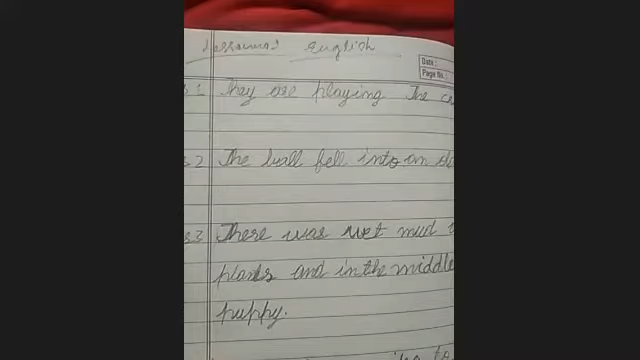 English
Date :
Page No.
They are playing The
The ball fell into an
There was wet mud
plants and in the middle
puppy.